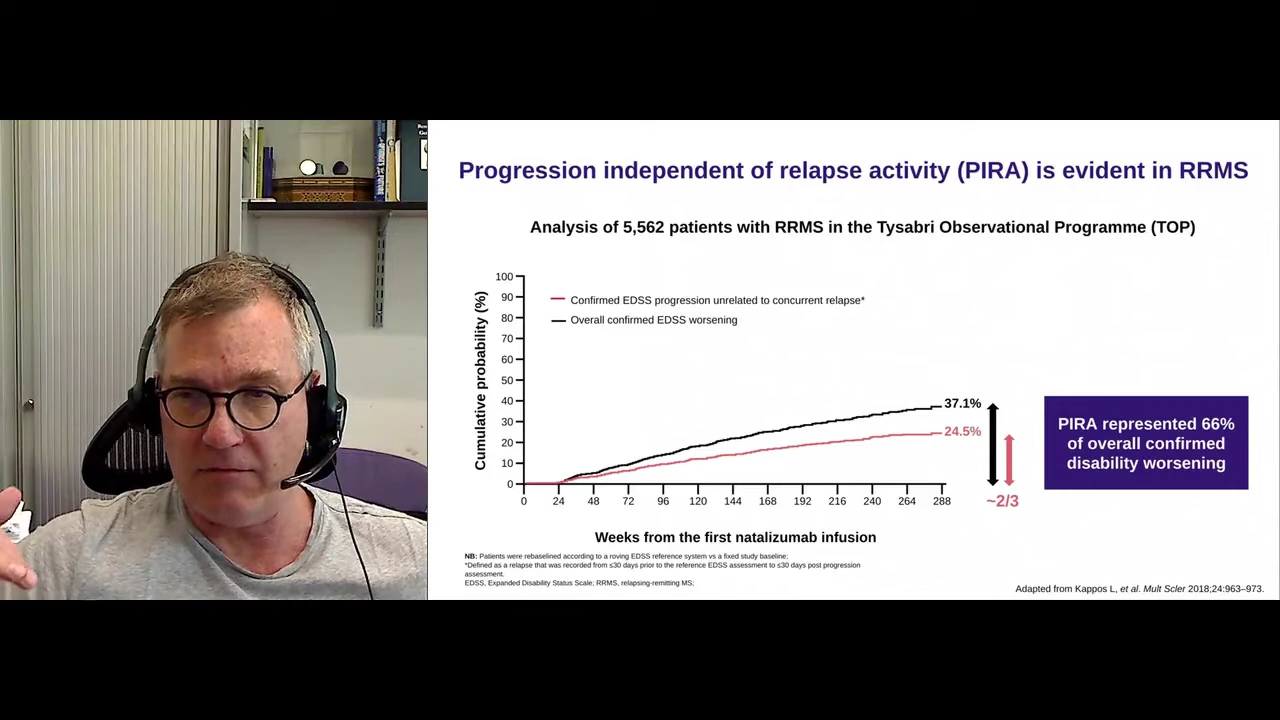 Progression independent of relapse activity (PIRA) is evident in RRMS
Analysis of 5,562 patients with RRMS in the Tysabri Observational Programme (TOP)
Cumulative probability (%)
100
90
80
70
60
50
40
30
20
10
0
Confirmed EDSS progression unrelated to concurrent relapse*
Overall confirmed EDSS worsening
37.1%
24.5%
~2/3
0 24 48 72 96 120 144 168 192 216 240 264 288
Weeks from the first natalizumab infusion
PIRA represented 66%
of overall confirmed
disability worsening
NB: Patients were rebaselined according to a roving EDSS reference system vs a fixed study baseline;
*Defined as a relapse that was recorded from ≤30 days prior to the reference EDSS assessment to ≤30 days post progression
assessment.
EDSS, Expanded Disability Status Scale; RRMS, relapsing-remitting MS;
Adapted from Kappos L, et al. Mult Scler 2018;24:963–973.